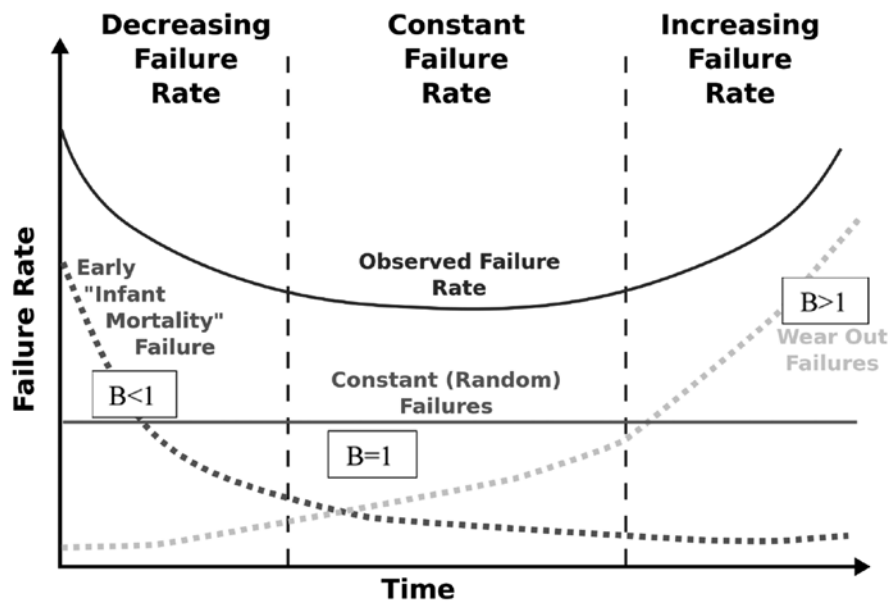 Decreasing
Failure
Rate
Constant
Failure
Rate
Increasing
Failure
Rate
Failure Rate
Early
"Infant
Mortality"
Failure
Observed Failure
Rate
B>1
Wear Out
Failures
B<1
Constant (Random)
Failures
B=1
Time